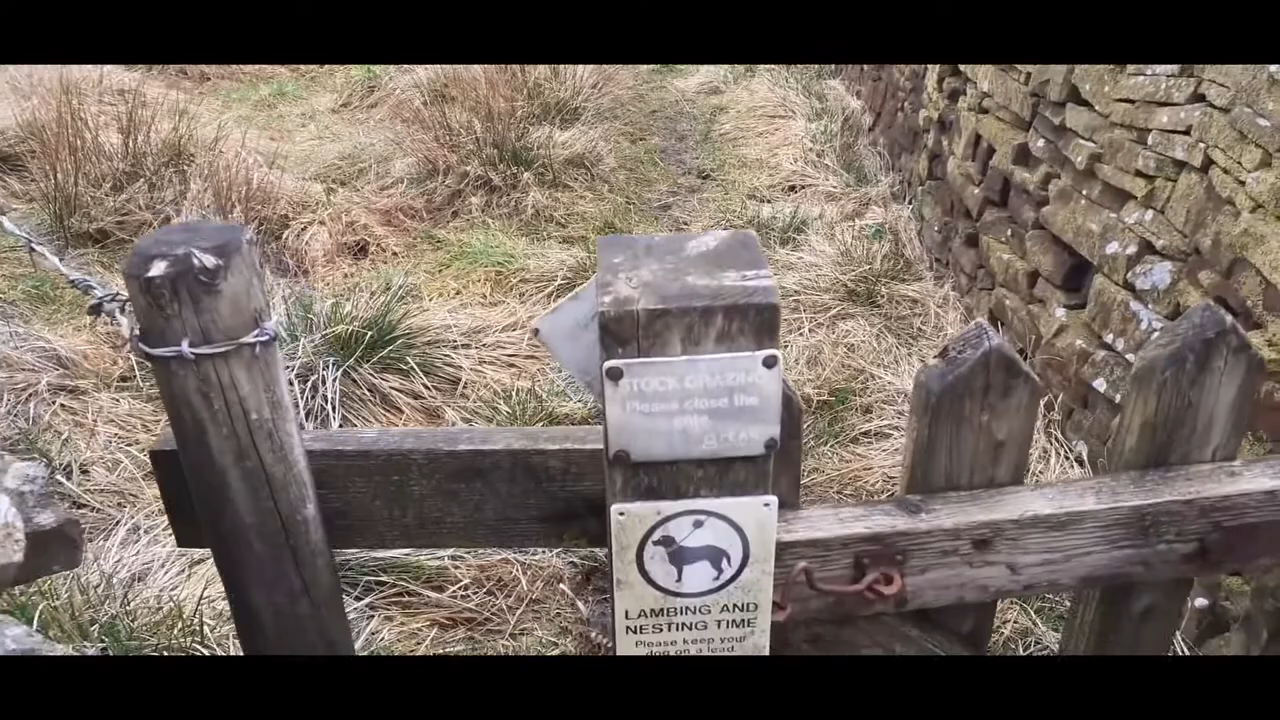 STOCK GRAZING
Please close the
gate
LAMBING AND
NESTING TIME
Please keep your
dog on a lead.